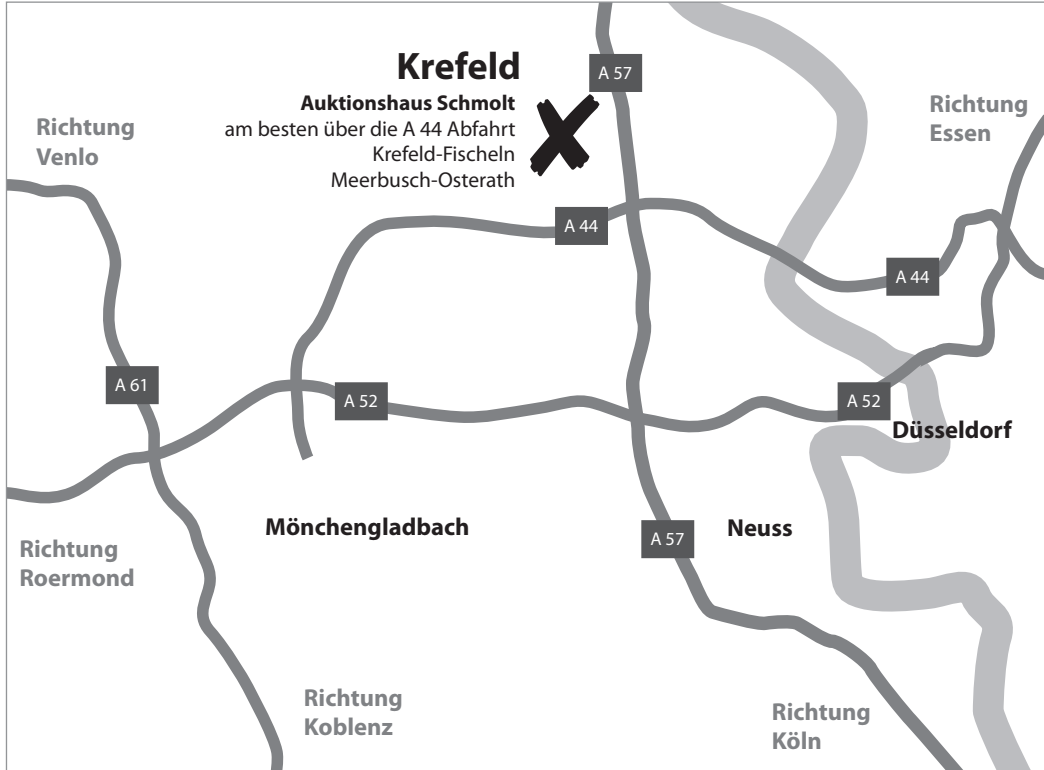 Krefeld
A 57
Auktionshaus Schmolt
am besten über die A 44 Abfahrt
Krefeld-Fischeln
Meerbusch-Osterath
Richtung
Venlo
Richtung
Essen
A 44
A 44
A 61
A 52
A 52
Düsseldorf
Mönchengladbach
A 57
Neuss
Richtung
Roermond
Richtung
Koblenz
Richtung
Köln